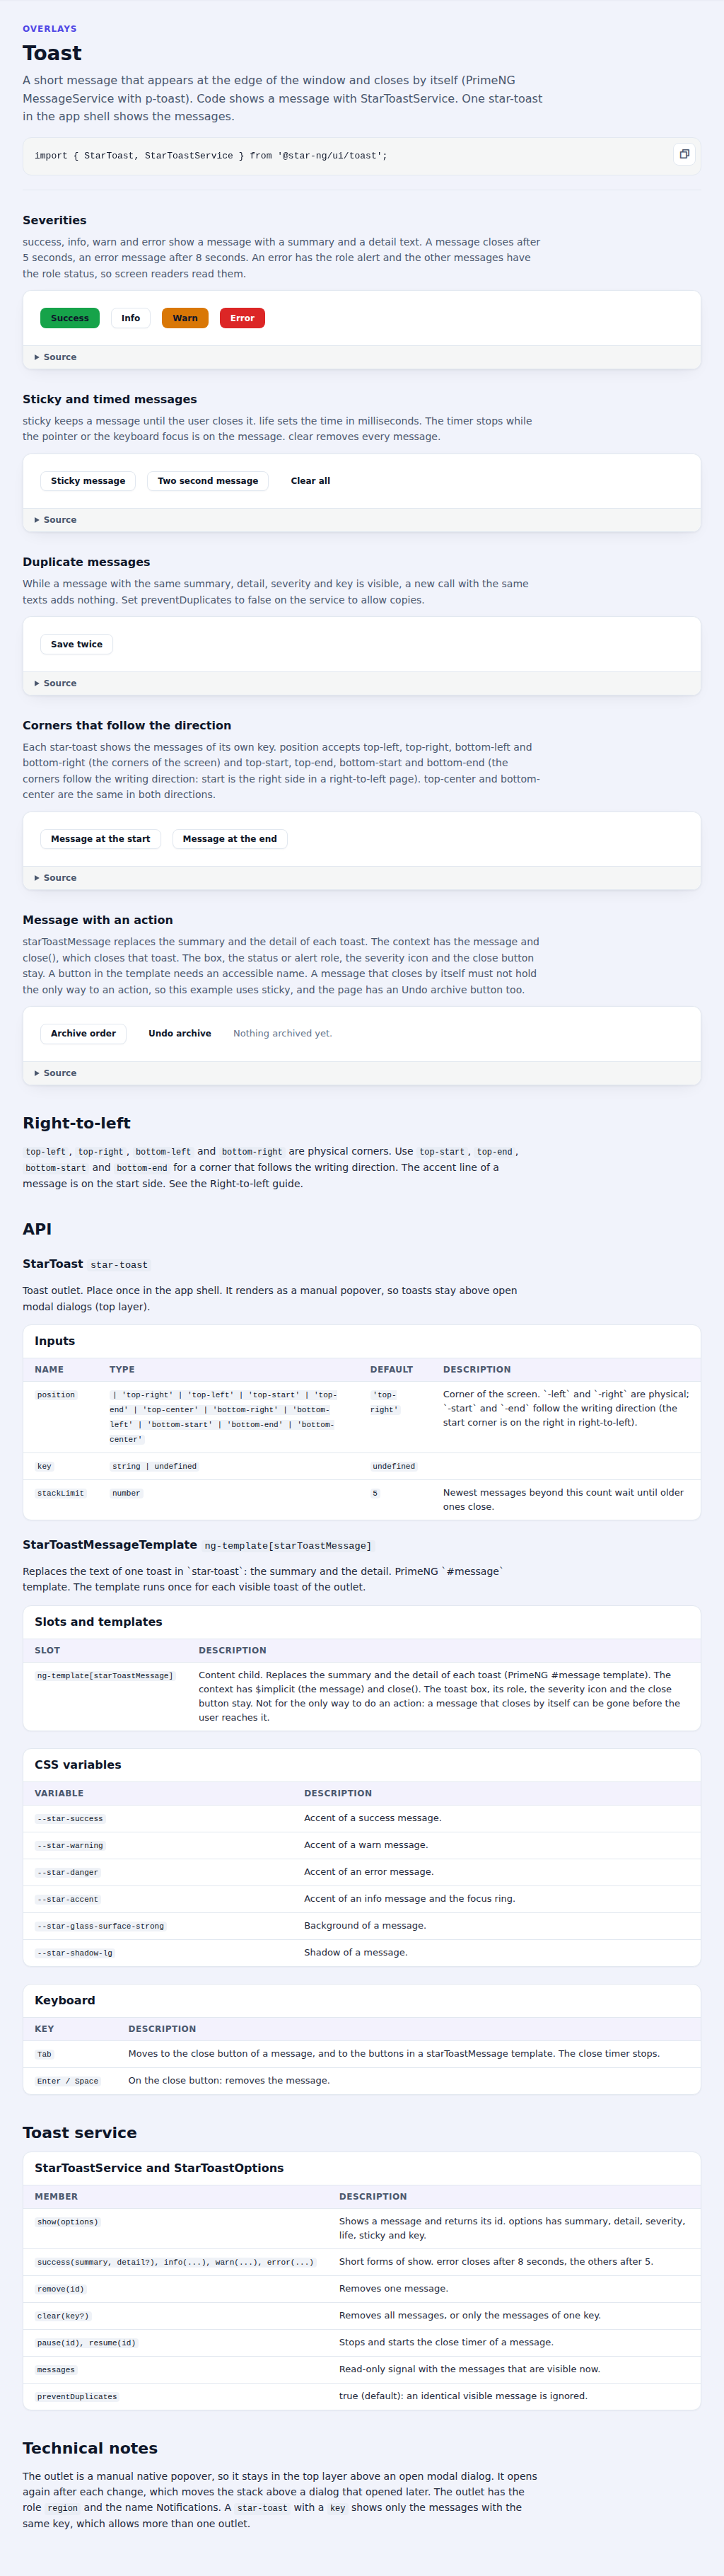 OVERLAYS
Toast
A short message that appears at the edge of the window and closes by itself (PrimeNG
MessageService with p-toast). Code shows a message with StarToastService. One star-toast
in the app shell shows the messages.
import { StarToast, StarToastService } from '@star-ng/ui/toast';
Severities
success, info, warn and error show a message with a summary and a detail text. A message closes after
5 seconds, an error message after 8 seconds. An error has the role alert and the other messages have
the role status, so screen readers read them.
Success Info Warn Error
Source
Sticky and timed messages
sticky keeps a message until the user closes it. life sets the time in milliseconds. The timer stops while
the pointer or the keyboard focus is on the message. clear removes every message.
Sticky message Two second message Clear all
Source
Duplicate messages
While a message with the same summary, detail, severity and key is visible, a new call with the same
texts adds nothing. Set preventDuplicates to false on the service to allow copies.
Save twice
Source
Corners that follow the direction
Each star-toast shows the messages of its own key. position accepts top-left, top-right, bottom-left and
bottom-right (the corners of the screen) and top-start, top-end, bottom-start and bottom-end (the
corners follow the writing direction: start is the right side in a right-to-left page). top-center and bottom-
center are the same in both directions.
Message at the start Message at the end
Source
Message with an action
starToastMessage replaces the summary and the detail of each toast. The context has the message and
close(), which closes that toast. The box, the status or alert role, the severity icon and the close button
stay. A button in the template needs an accessible name. A message that closes by itself must not hold
the only way to an action, so this example uses sticky, and the page has an Undo archive button too.
Archive order Undo archive Nothing archived yet.
Source
Right-to-left
top-left , top-right , bottom-left and bottom-right are physical corners. Use top-start , top-end ,
bottom-start and bottom-end for a corner that follows the writing direction. The accent line of a
message is on the start side. See the Right-to-left guide.
API
StarToast star-toast
Toast outlet. Place once in the app shell. It renders as a manual popover, so toasts stay above open
modal dialogs (top layer).
Inputs
NAME TYPE DEFAULT DESCRIPTION
position | 'top-right' | 'top-left' | 'top-start' | 'top- 'top- Corner of the screen. `-left` and `-right` are physical;
end' | 'top-center' | 'bottom-right' | 'bottom- right' `-start` and `-end` follow the writing direction (the
left' | 'bottom-start' | 'bottom-end' | 'bottom- start corner is on the right in right-to-left).
center'
key string | undefined undefined
stackLimit number 5 Newest messages beyond this count wait until older
ones close.
StarToastMessageTemplate ng-template[starToastMessage]
Replaces the text of one toast in `star-toast`: the summary and the detail. PrimeNG `#message`
template. The template runs once for each visible toast of the outlet.
Slots and templates
SLOT DESCRIPTION
ng-template[starToastMessage] Content child. Replaces the summary and the detail of each toast (PrimeNG #message template). The
context has $implicit (the message) and close(). The toast box, its role, the severity icon and the close
button stay. Not for the only way to do an action: a message that closes by itself can be gone before the
user reaches it.
CSS variables
VARIABLE DESCRIPTION
--star-success Accent of a success message.
--star-warning Accent of a warn message.
--star-danger Accent of an error message.
--star-accent Accent of an info message and the focus ring.
--star-glass-surface-strong Background of a message.
--star-shadow-lg Shadow of a message.
Keyboard
KEY DESCRIPTION
Tab Moves to the close button of a message, and to the buttons in a starToastMessage template. The close timer stops.
Enter / Space On the close button: removes the message.
Toast service
StarToastService and StarToastOptions
MEMBER DESCRIPTION
show(options) Shows a message and returns its id. options has summary, detail, severity,
life, sticky and key.
success(summary, detail?), info(...), warn(...), error(...) Short forms of show. error closes after 8 seconds, the others after 5.
remove(id) Removes one message.
clear(key?) Removes all messages, or only the messages of one key.
pause(id), resume(id) Stops and starts the close timer of a message.
messages Read-only signal with the messages that are visible now.
preventDuplicates true (default): an identical visible message is ignored.
Technical notes
The outlet is a manual native popover, so it stays in the top layer above an open modal dialog. It opens
again after each change, which moves the stack above a dialog that opened later. The outlet has the
role region and the name Notifications. A star-toast with a key shows only the messages with the
same key, which allows more than one outlet.